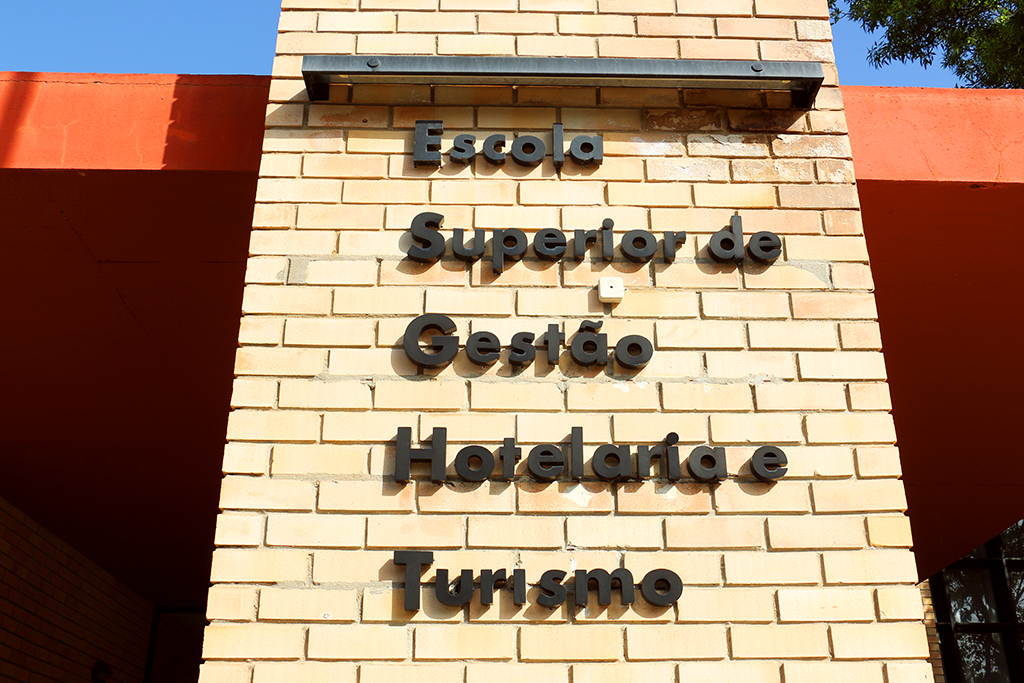 Escola
Superior de
Gestão
Hotelaria e
Turismo